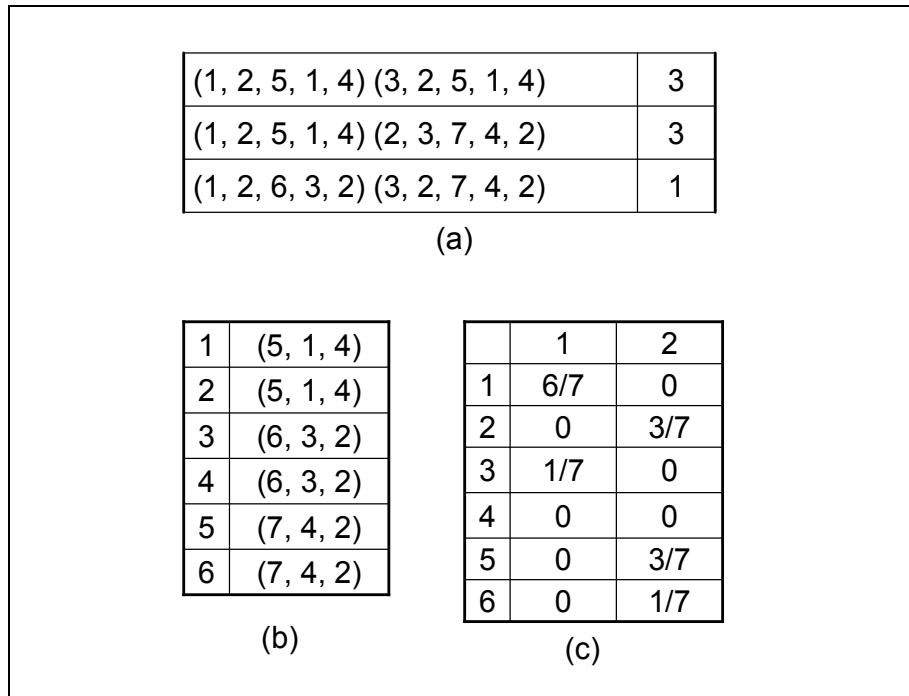 (1, 2, 5, 1, 4) (3, 2, 5, 1, 4) 3
(1, 2, 5, 1, 4) (2, 3, 7, 4, 2) 3
(1, 2, 6, 3, 2) (3, 2, 7, 4, 2) 1
(a)
1 (5, 1, 4)
2 (5, 1, 4)
3 (6, 3, 2)
4 (6, 3, 2)
5 (7, 4, 2)
6 (7, 4, 2)
(b)
1 2
1 6/7 0
2 0 3/7
3 1/7 0
4 0 0
5 0 3/7
6 0 1/7
(c)